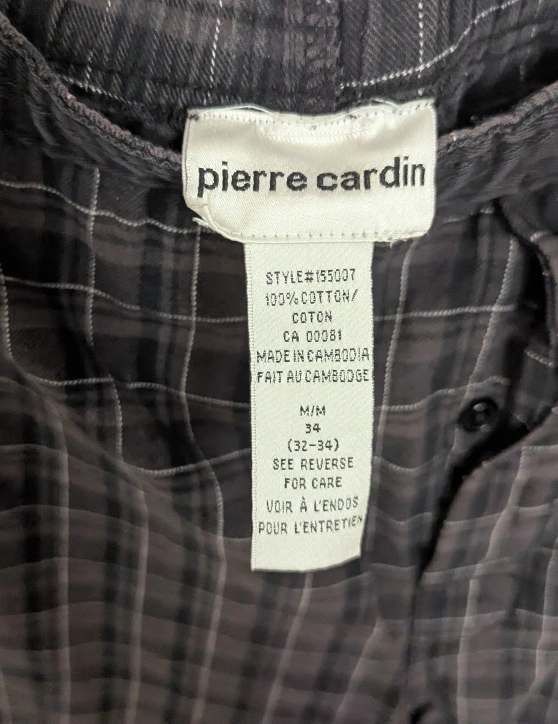 pierre cardin
STYLE#155007
100%COTTON/
COTON
CA 00081
MADE IN CAMBODIA
FAIT AU CAMBODGE
M/M
34
(32-34)
SEE REVERSE
FOR CARE
VOIR À L'ENDOS
POUR L'ENTRETIEN